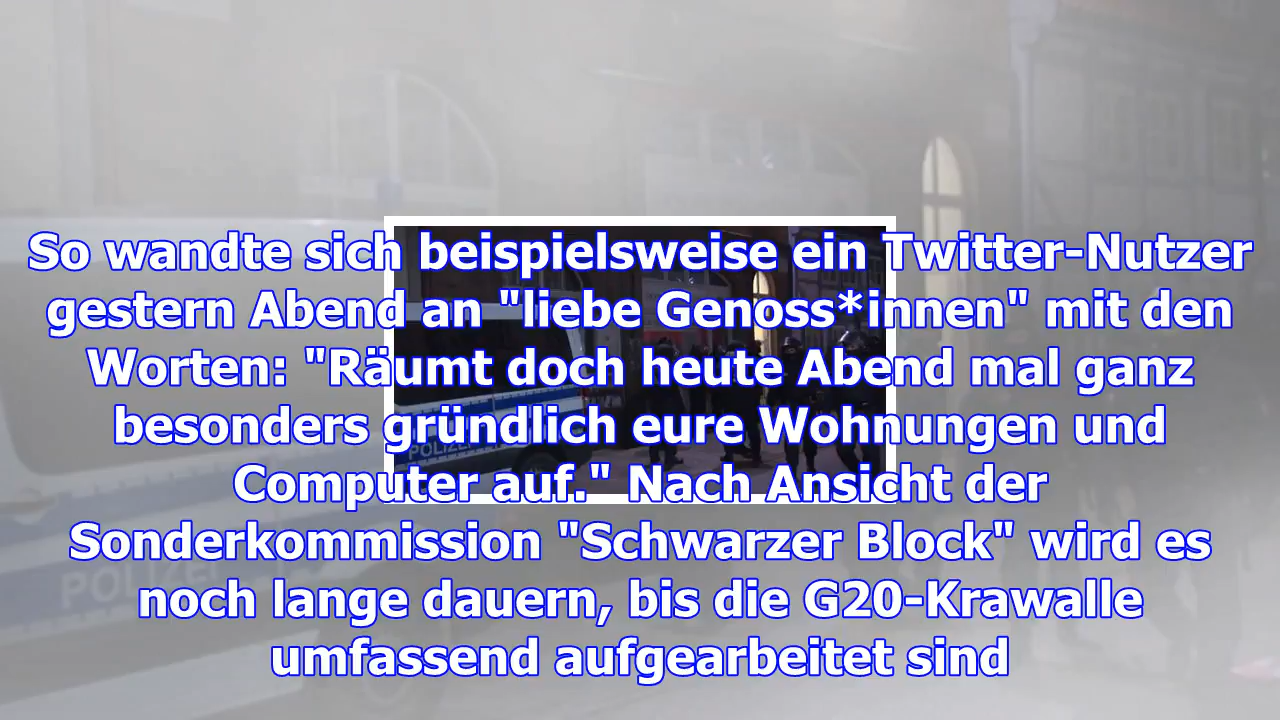 So wandte sich beispielsweise ein Twitter-Nutzer
gestern Abend an "liebe Genoss*innen" mit den
Worten: "Räumt doch heute Abend mal ganz
besonders gründlich eure Wohnungen und
Computer auf." Nach Ansicht der
Sonderkommission "Schwarzer Block" wird es
noch lange dauern, bis die G20-Krawalle
umfassend aufgearbeitet sind
POLIZEI
POLIZEI